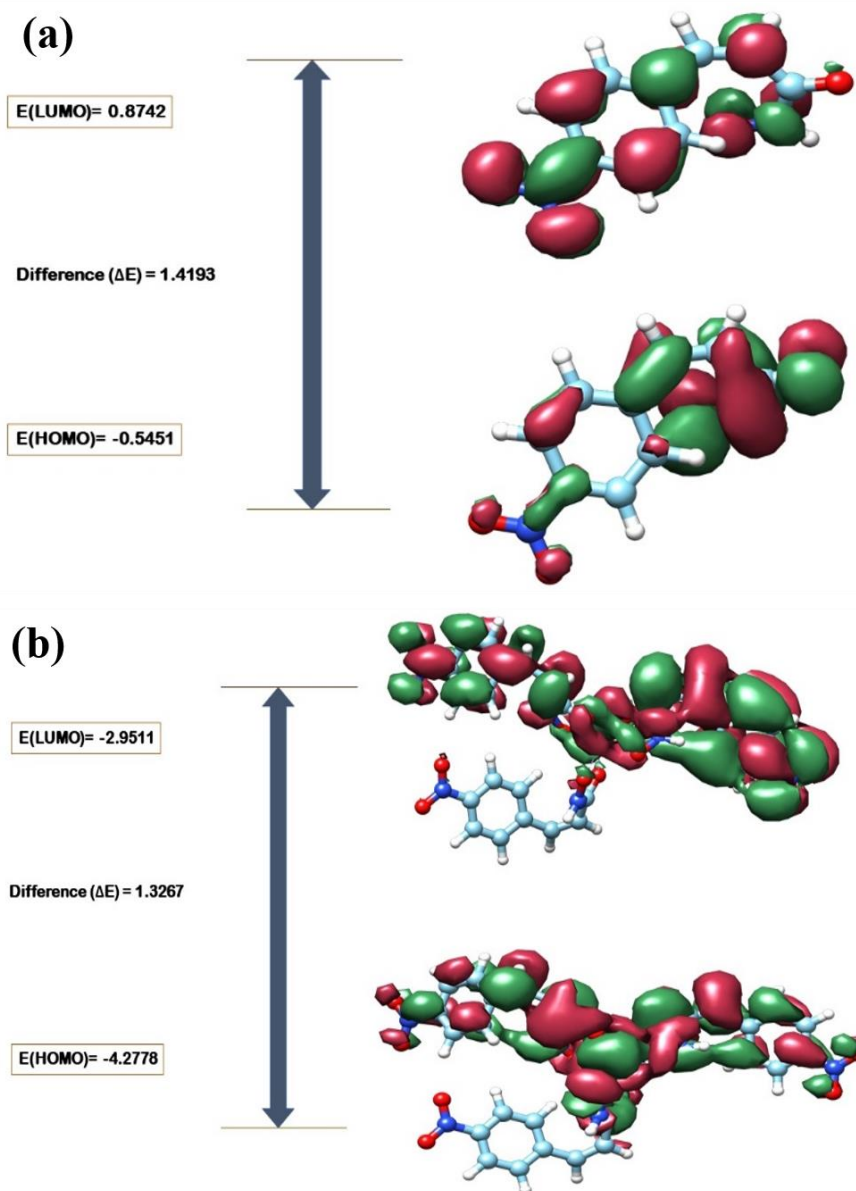 (a)
E(LUMO)= 0.8742
Difference (ΔE) = 1.4193
E(HOMO)= -0.5451
(b)
E(LUMO)= -2.9511
Difference (ΔE) = 1.3267
E(HOMO)= -4.2778